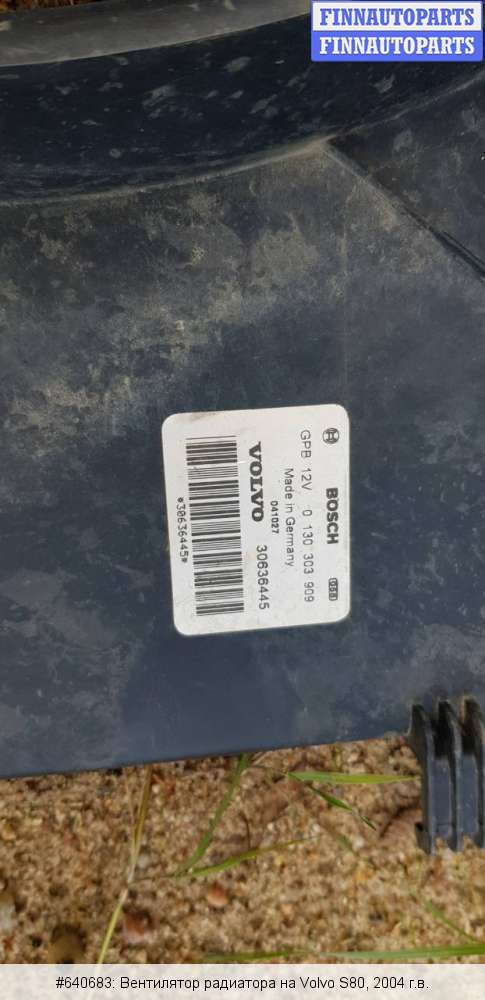 FINNAUTOPARTS
FINNAUTOPARTS
BOSCH
GPB 12V 0 130 303 909
Made in Germany
041027
VOLVO 30636445
*30636445*
#640683: Вентилятор радиатора на Volvo S80, 2004 г.в.